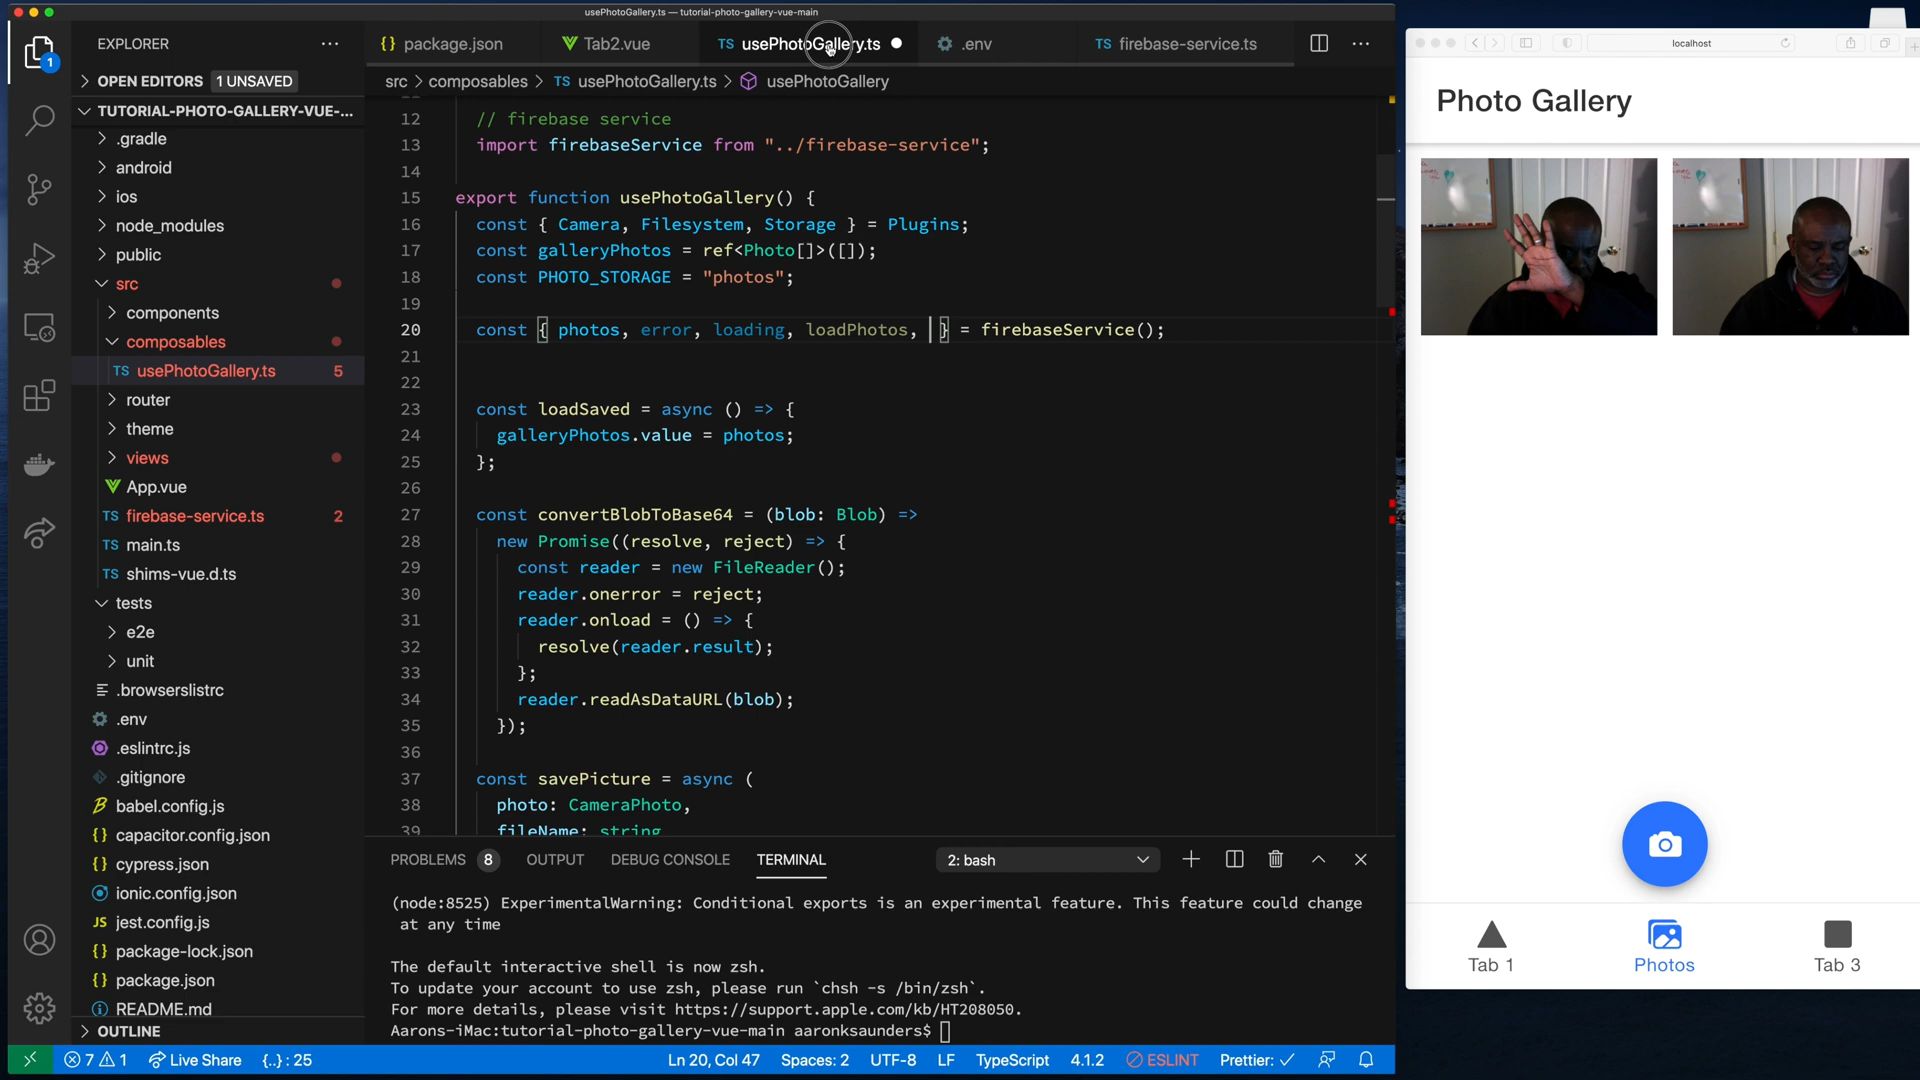 usePhotoGallery.ts — tutorial-photo-gallery-vue-main
EXPLORER
OPEN EDITORS 1 UNSAVED
TUTORIAL-PHOTO-GALLERY-VUE-...
.gradle
android
ios
node_modules
public
src
components
composables
TS usePhotoGallery.ts 5
router
theme
views
App.vue
TS firebase-service.ts 2
TS main.ts
TS shims-vue.d.ts
tests
e2e
unit
.browserslistrc
.env
.eslintrc.js
.gitignore
babel.config.js
{} capacitor.config.json
{} cypress.json
ionic.config.json
JS jest.config.js
{} package-lock.json
{} package.json
README.md
OUTLINE
1
{} package.json
Tab2.vue
TS usePhotoGallery.ts
.env
TS firebase-service.ts
src > composables > TS usePhotoGallery.ts > usePhotoGallery
12 // firebase service
13 import firebaseService from "../firebase-service";
14
15 export function usePhotoGallery() {
16 const { Camera, Filesystem, Storage } = Plugins;
17 const galleryPhotos = ref<Photo[]>([]);
18 const PHOTO_STORAGE = "photos";
19
20 const { photos, error, loading, loadPhotos, } = firebaseService();
21
22
23 const loadSaved = async () => {
24 galleryPhotos.value = photos;
25 };
26
27 const convertBlobToBase64 = (blob: Blob) =>
28 new Promise((resolve, reject) => {
29 const reader = new FileReader();
30 reader.onerror = reject;
31 reader.onload = () => {
32 resolve(reader.result);
33 };
34 reader.readAsDataURL(blob);
35 });
36
37 const savePicture = async (
38 photo: CameraPhoto,
39 fileName: string
PROBLEMS 8 OUTPUT DEBUG CONSOLE TERMINAL 2: bash
(node:8525) ExperimentalWarning: Conditional exports is an experimental feature. This feature could change
at any time
The default interactive shell is now zsh.
To update your account to use zsh, please run `chsh -s /bin/zsh`.
For more details, please visit https://support.apple.com/kb/HT208050.
Aarons-iMac:tutorial-photo-gallery-vue-main aaronksaunders$
7 1 Live Share {..} : 25 Ln 20, Col 47 Spaces: 2 UTF-8 LF TypeScript 4.1.2 ESLINT Prettier: ✓
localhost
Photo Gallery
Tab 1
Photos
Tab 3